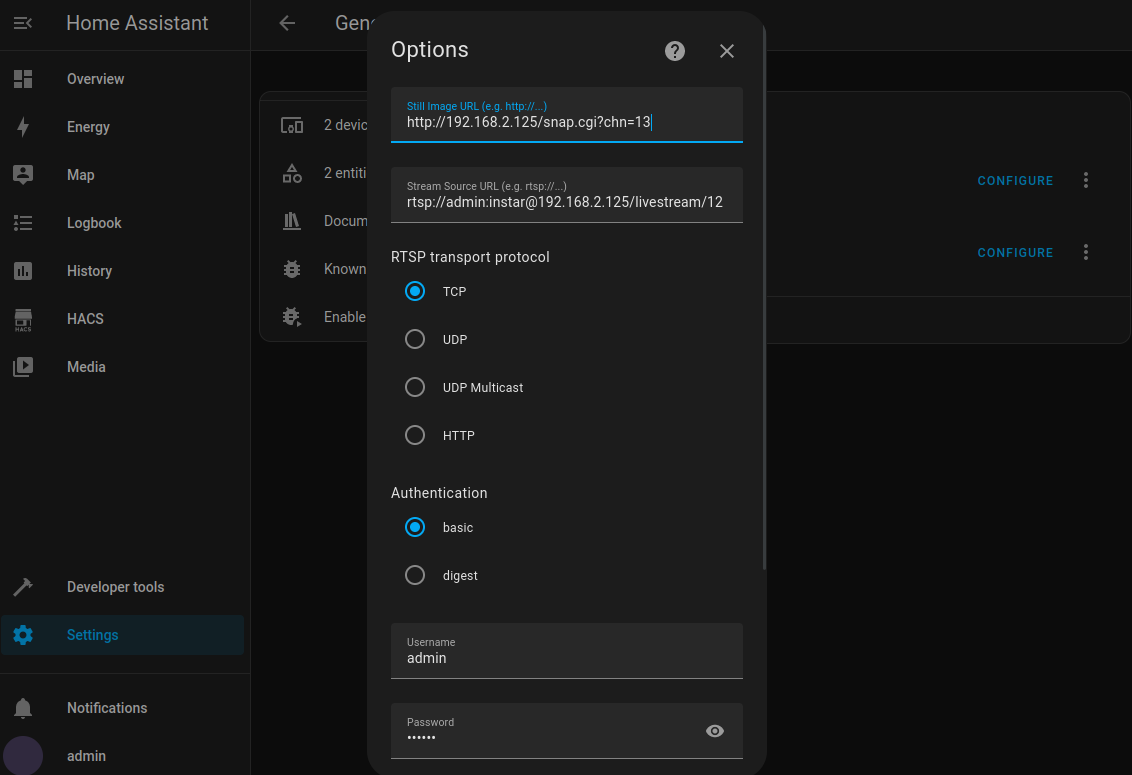 Home Assistant
Overview
Energy
Map
Logbook
History
HACS
HACS
Media
Developer tools
Settings
Notifications
admin
Gene
2 devic
2 entiti
Docum
Known
Enable
CONFIGURE
CONFIGURE
Options
Still Image URL (e.g. http://...)
http://192.168.2.125/snap.cgi?chn=13
Stream Source URL (e.g. rtsp://...)
rtsp://admin:instar@192.168.2.125/livestream/12
RTSP transport protocol
TCP
UDP
UDP Multicast
HTTP
Authentication
basic
digest
Username
admin
Password
••••••